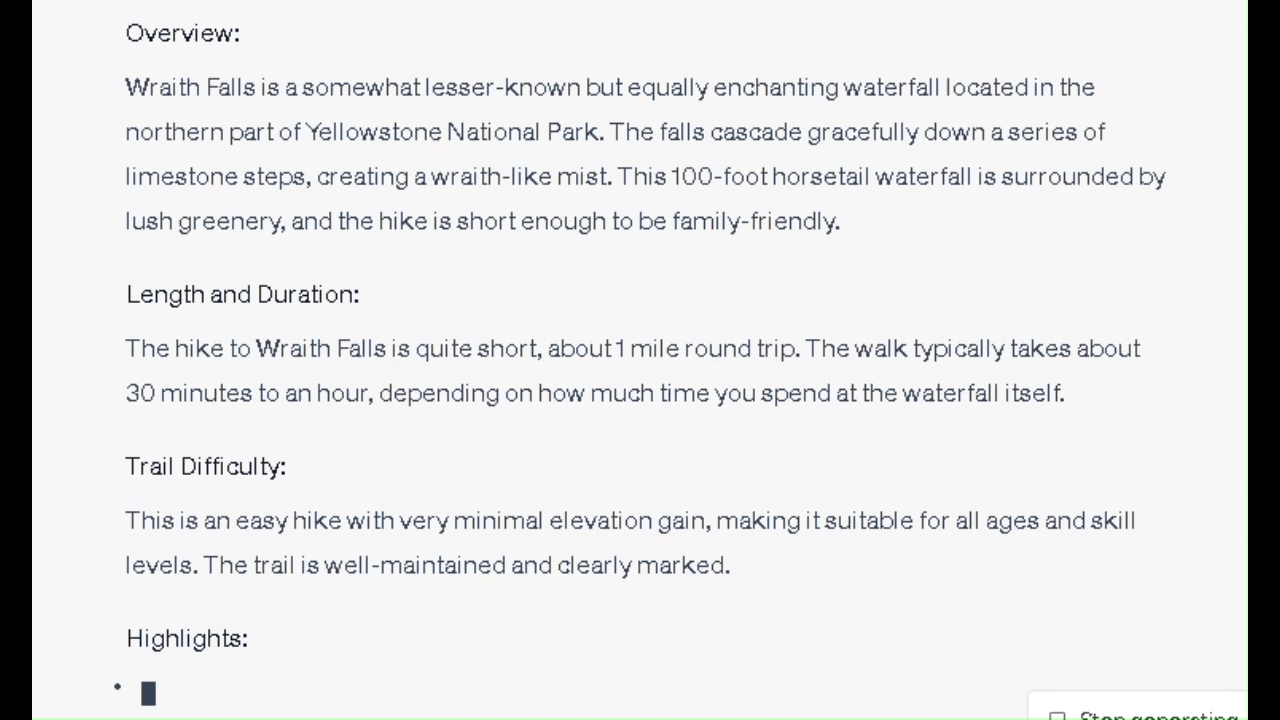 Overview:
Wraith Falls is a somewhat lesser-known but equally enchanting waterfall located in the
northern part of Yellowstone National Park. The falls cascade gracefully down a series of
limestone steps, creating a wraith-like mist. This 100-foot horsetail waterfall is surrounded by
lush greenery, and the hike is short enough to be family-friendly.
Length and Duration:
The hike to Wraith Falls is quite short, about 1 mile round trip. The walk typically takes about
30 minutes to an hour, depending on how much time you spend at the waterfall itself.
Trail Difficulty:
This is an easy hike with very minimal elevation gain, making it suitable for all ages and skill
levels. The trail is well-maintained and clearly marked.
Highlights:
Stop generating